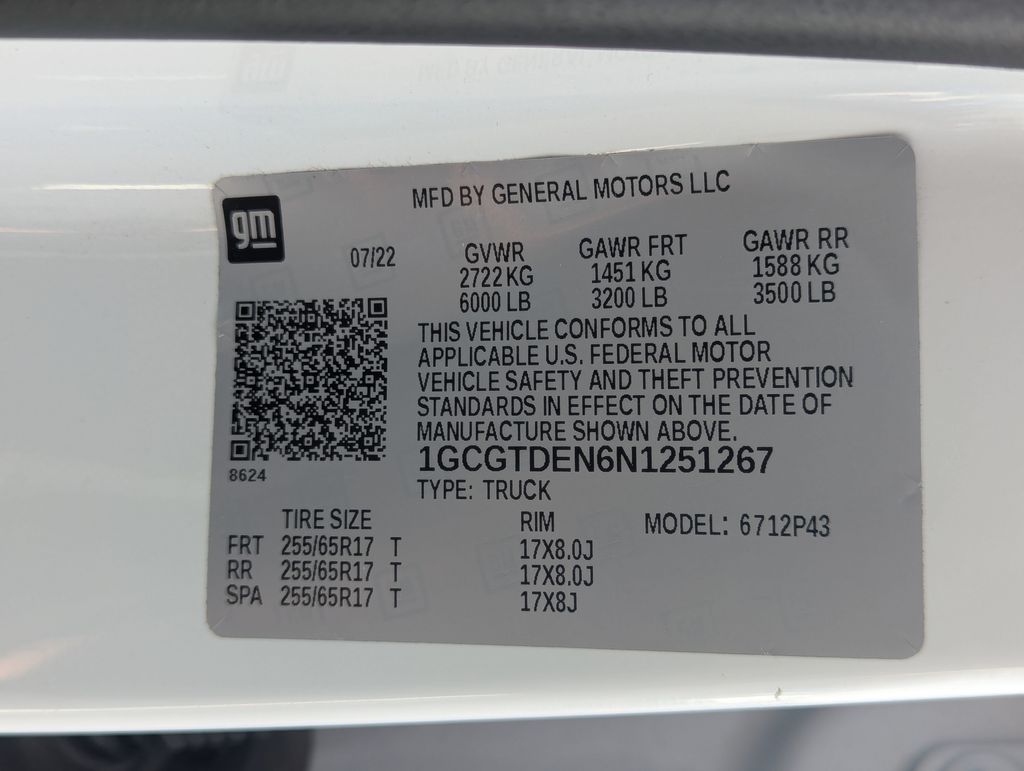 MFD BY GENERAL MOTORS LLC
gm
07/22
GVWR GAWR FRT GAWR RR
2722 KG 1451 KG 1588 KG
6000 LB 3200 LB 3500 LB
THIS VEHICLE CONFORMS TO ALL
APPLICABLE U.S. FEDERAL MOTOR
VEHICLE SAFETY AND THEFT PREVENTION
STANDARDS IN EFFECT ON THE DATE OF
MANUFACTURE SHOWN ABOVE.
1GCGTDEN6N1251267
8624
TYPE: TRUCK
TIRE SIZE RIM MODEL: 6712P43
FRT 255/65R17 T 17X8.0J
RR 255/65R17 T 17X8.0J
SPA 255/65R17 T 17X8J